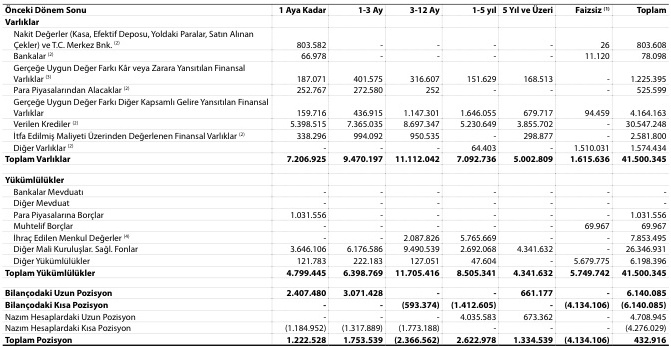 Önceki Dönem Sonu 1 Aya Kadar 1-3 Ay 3-12 Ay 1-5 yıl 5 Yıl ve Üzeri Faizsiz (1) Toplam
Varlıklar
Nakit Değerler (Kasa, Efektif Deposu, Yoldaki Paralar, Satın Alınan
Çekler) ve T.C. Merkez Bnk. (2) 803.582 - - - - 26 803.608
Bankalar (2) 66.978 - - - - 11.120 78.098
Gerçeğe Uygun Değer Farkı Kâr veya Zarara Yansıtılan Finansal
Varlıklar (3) 187.071 401.575 316.607 151.629 168.513 - 1.225.395
Para Piyasalarından Alacaklar (2) 252.767 272.580 252 - - - 525.599
Gerçeğe Uygun Değer Farkı Diğer Kapsamlı Gelire Yansıtılan Finansal
Varlıklar 159.716 436.915 1.147.301 1.646.055 679.717 94.459 4.164.163
Verilen Krediler (2) 5.398.515 7.365.035 8.697.347 5.230.649 3.855.702 - 30.547.248
İtfa Edilmiş Maliyeti Üzerinden Değerlenen Finansal Varlıklar (2) 338.296 994.092 950.535 - 298.877 - 2.581.800
Diğer Varlıklar (2) - - - 64.403 - 1.510.031 1.574.434
Toplam Varlıklar 7.206.925 9.470.197 11.112.042 7.092.736 5.002.809 1.615.636 41.500.345
Yükümlülükler
Bankalar Mevduatı - - - - - - -
Diğer Mevduat - - - - - - -
Para Piyasalarına Borçlar 1.031.556 - - - - - 1.031.556
Muhtelif Borçlar - - - - - 69.967 69.967
İhraç Edilen Menkul Değerler (4) - - 2.087.826 5.765.669 - - 7.853.495
Diğer Mali Kuruluşlar. Sağl. Fonlar 3.646.106 6.176.586 9.490.539 2.692.068 4.341.632 - 26.346.931
Diğer Yükümlülükler 121.783 222.183 127.051 47.604 - 5.679.775 6.198.396
Toplam Yükümlülükler 4.799.445 6.398.769 11.705.416 8.505.341 4.341.632 5.749.742 41.500.345
Bilançodaki Uzun Pozisyon 2.407.480 3.071.428 - - 661.177 - 6.140.085
Bilançodaki Kısa Pozisyon - - (593.374) (1.412.605) - (4.134.106) (6.140.085)
Nazım Hesaplardaki Uzun Pozisyon - - - 4.035.583 673.362 - 4.708.945
Nazım Hesaplardaki Kısa Pozisyon (1.184.952) (1.317.889) (1.773.188) - - - (4.276.029)
Toplam Pozisyon 1.222.528 1.753.539 (2.366.562) 2.622.978 1.334.539 (4.134.106) 432.916